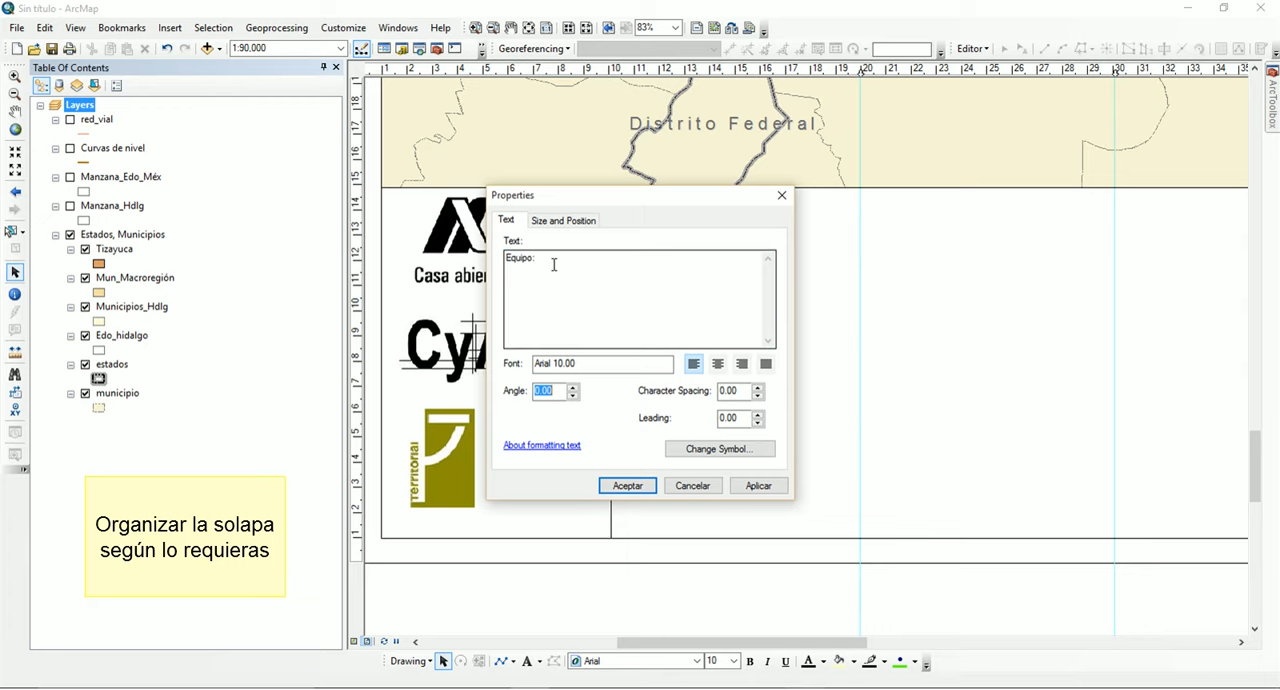 Sin título - ArcMap
File Edit View Bookmarks Insert Selection Geoprocessing Customize Windows Help
83%
1:90,000
Georeferencing
Editor
Table Of Contents
ArcToolbox
Layers
red_vial
Curvas de nivel
Manzana_Edo_Méx
Manzana_Hdlg
Estados, Municipios
Tizayuca
Mun_Macroregión
Municipios_Hdlg
Edo_hidalgo
estados
municipio
Organizar la solapa
según lo requieras
Distrito Federal
Casa abie
Cy
Territorial
Properties
Text Size and Position
Text:
Equipo:
Font: Arial 10.00
Angle: 0.00 Character Spacing: 0.00
Leading: 0.00
About formatting text Change Symbol...
Aceptar Cancelar Aplicar
Drawing A Arial 10 B I U A